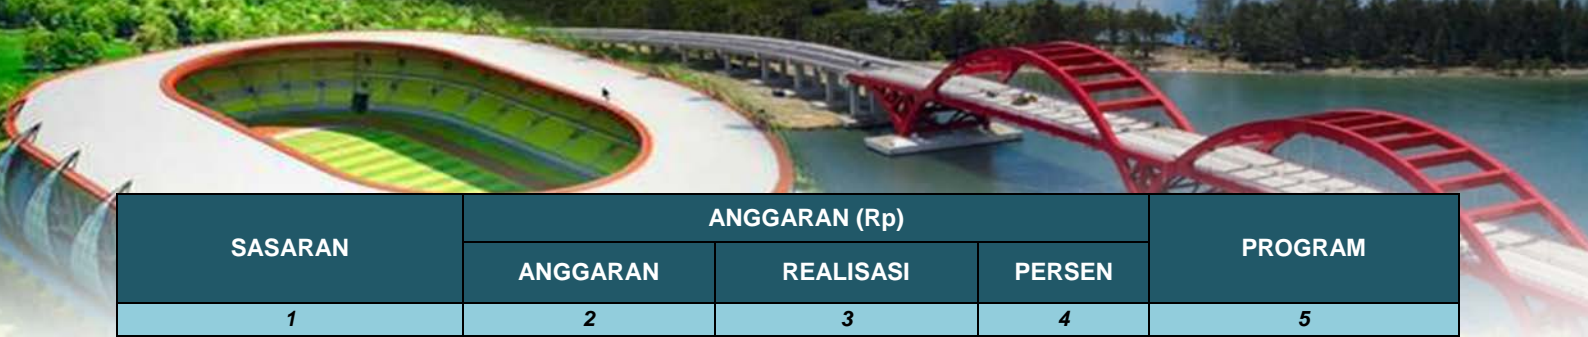 SASARAN
ANGGARAN (Rp)
PROGRAM
ANGGARAN
REALISASI
PERSEN
1
2
3
4
5